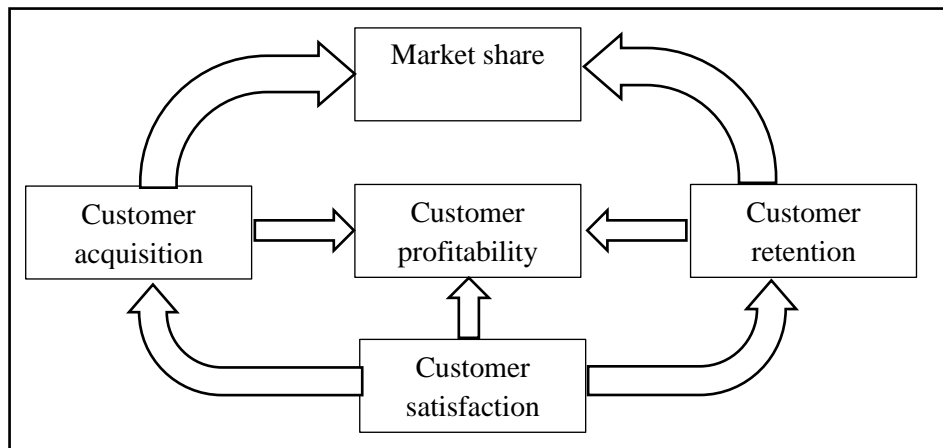 Market share
Customer
acquisition
Customer
profitability
Customer
retention
Customer
satisfaction